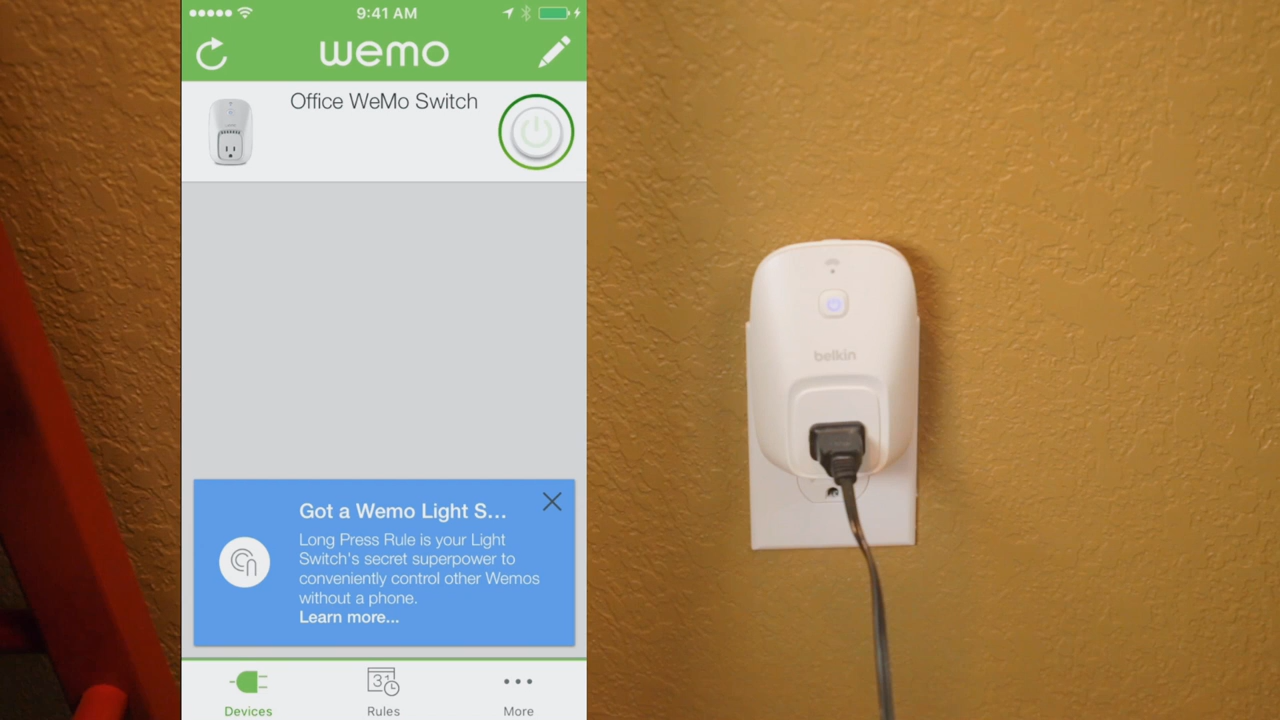 9:41 AM
wemo
Office WeMo Switch
Got a Wemo Light S...
Long Press Rule is your Light
Switch's secret superpower to
conveniently control other Wemos
without a phone.
Learn more...
31
Devices
Rules
More
belkin